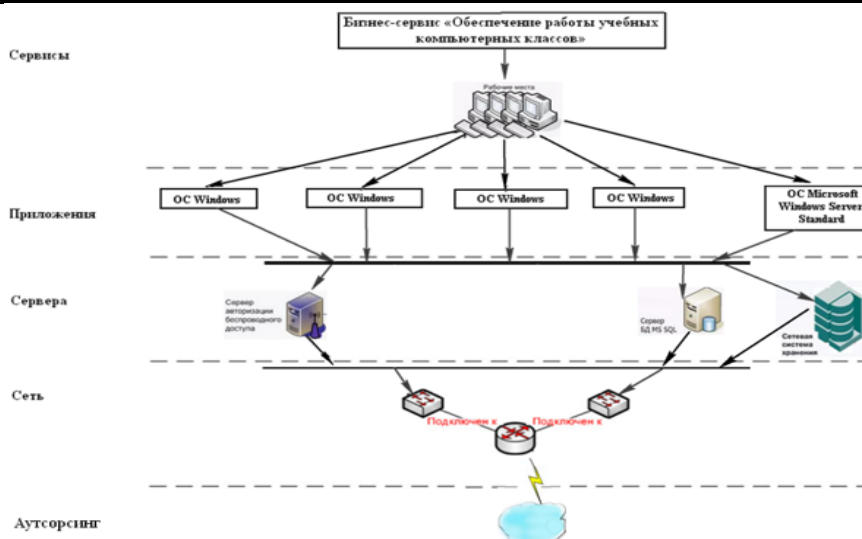 Бизнес-сервис «Обеспечение работы учебных
компьютерных классов»
Сервисы
Рабочие места
ОС Windows
ОС Windows
ОС Windows
ОС Windows
ОС Microsoft
Windows Server
Standard
Приложения
Сервера
Сервер
авторизации
беспроводного
доступа
Сервер
БД MS SQL
Сетевая
система
хранения
Сеть
Подключен к
Подключен к
Аутсорсинг